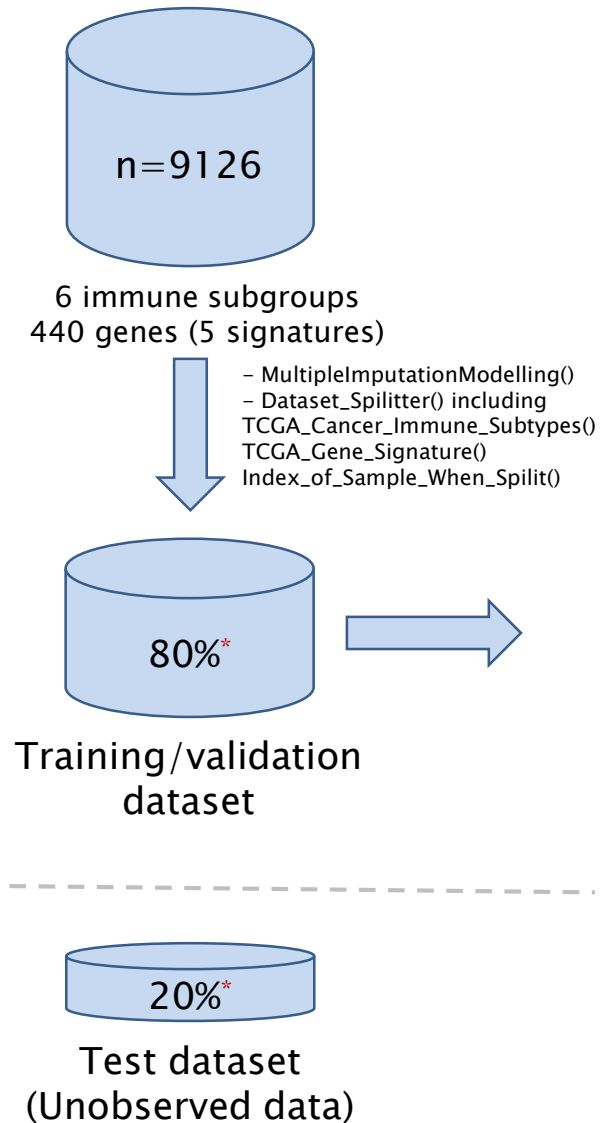 n=9126
6 immune subgroups
440 genes (5 signatures)
– MultipleImputationModelling()
– Dataset_Spilitter() including
TCGA_Cancer_Immune_Subtypes()
TCGA_Gene_Signature()
Index_of_Sample_When_Spilit()
80%*
Training/validation
dataset
20%*
Test dataset
(Unobserved data)